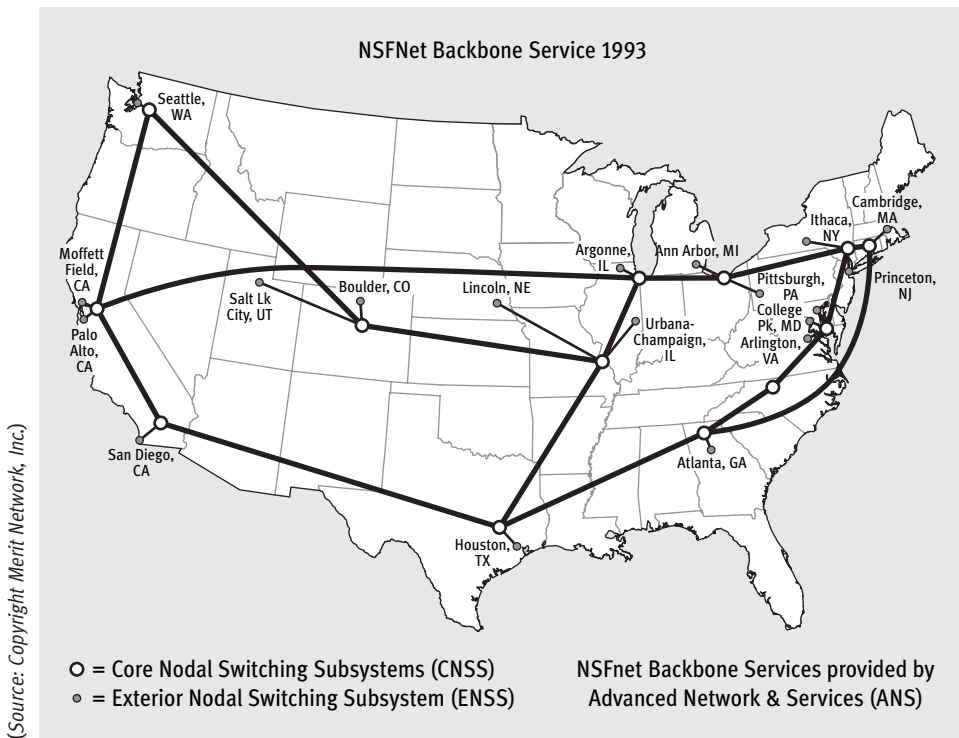 NSFNet Backbone Service 1993
Seattle,
WA
Moffett
Field,
CA
Palo
Alto,
CA
San Diego,
CA
Salt Lk
City, UT
Boulder, CO
Lincoln, NE
Argonne,
IL
Ann Arbor, MI
Urbana-
Champaign,
IL
Ithaca,
NY
Cambridge,
MA
Princeton,
NJ
Pittsburgh,
PA
College
Pk, MD
Arlington,
VA
Atlanta, GA
Houston,
TX
= Core Nodal Switching Subsystems (CNSS)
= Exterior Nodal Switching Subsystem (ENSS)
NSFnet Backbone Services provided by
Advanced Network & Services (ANS)
(Source: Copyright Merit Network, Inc.)